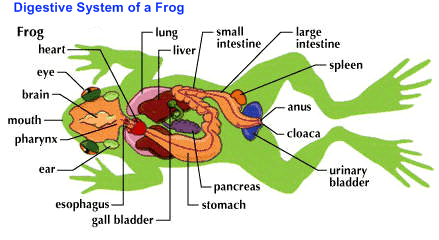 Digestive System of a Frog
Frog
heart
eye
brain
mouth
pharynx
ear
esophagus
gall bladder
lung
liver
small
intestine
large
intestine
spleen
anus
cloaca
urinary
bladder
pancreas
stomach